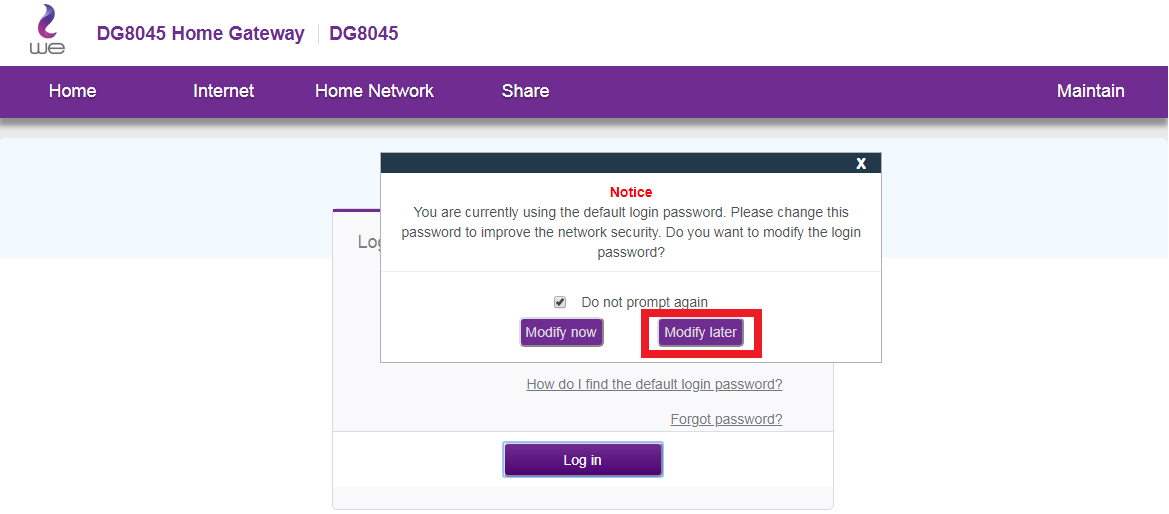 we
DG8045 Home Gateway | DG8045
Home Internet Home Network Share Maintain
X
Notice
You are currently using the default login password. Please change this
password to improve the network security. Do you want to modify the login
password?
Do not prompt again
Modify now Modify later
How do I find the default login password?
Forgot password?
Log in